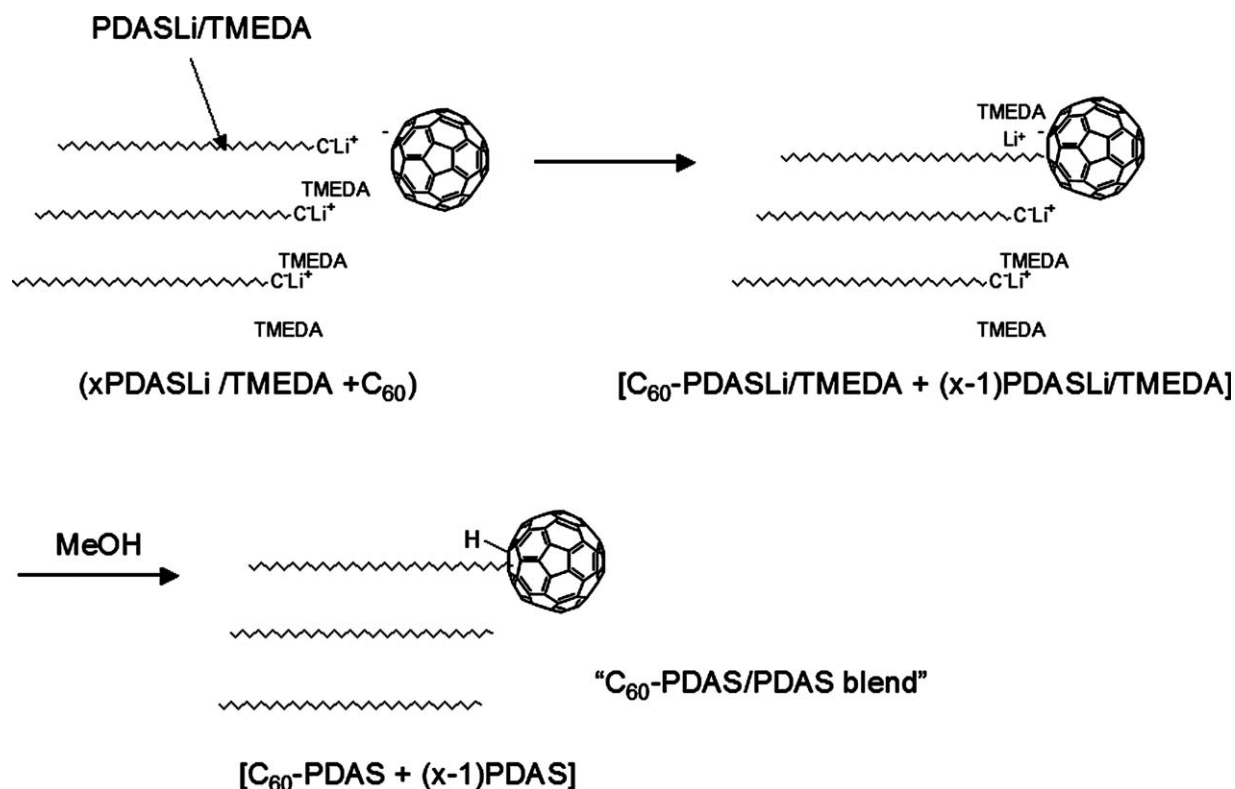 PDASLi/TMEDA
-
C⁻Li⁺
TMEDA
C⁻Li⁺
TMEDA
C⁻Li⁺
TMEDA
(xPDASLi /TMEDA +C₆₀)
TMEDA
Li⁺ -
C⁻Li⁺
TMEDA
C⁻Li⁺
TMEDA
[C₆₀-PDASLi/TMEDA + (x-1)PDASLi/TMEDA]
MeOH
H
“C₆₀-PDAS/PDAS blend”
[C₆₀-PDAS + (x-1)PDAS]